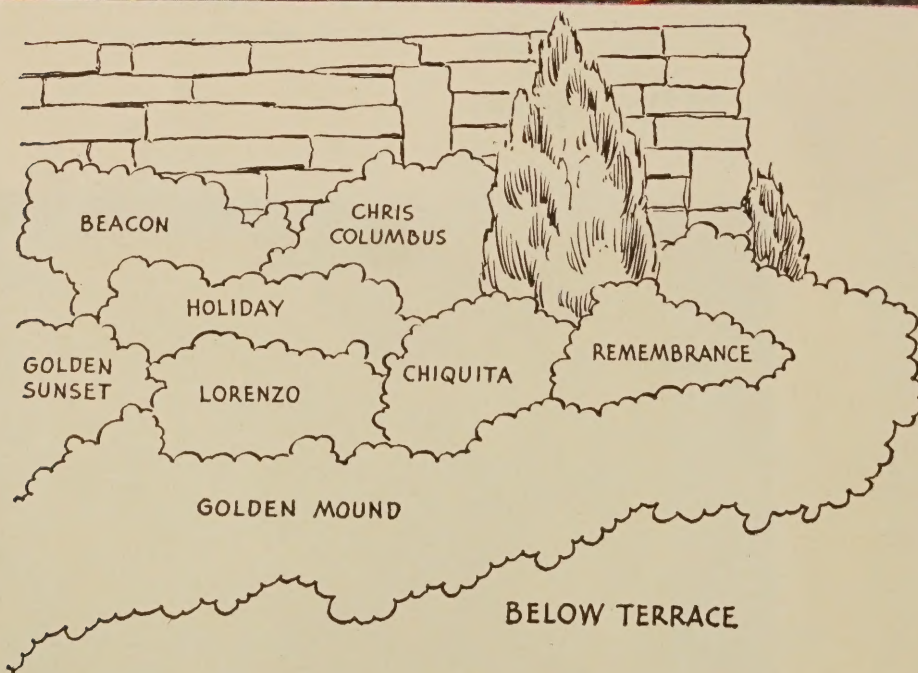 BEACON
CHRIS
COLUMBUS
HOLIDAY
GOLDEN
SUNSET
LORENZO
CHIQUITA
REMEMBRANCE
GOLDEN MOUND
BELOW TERRACE